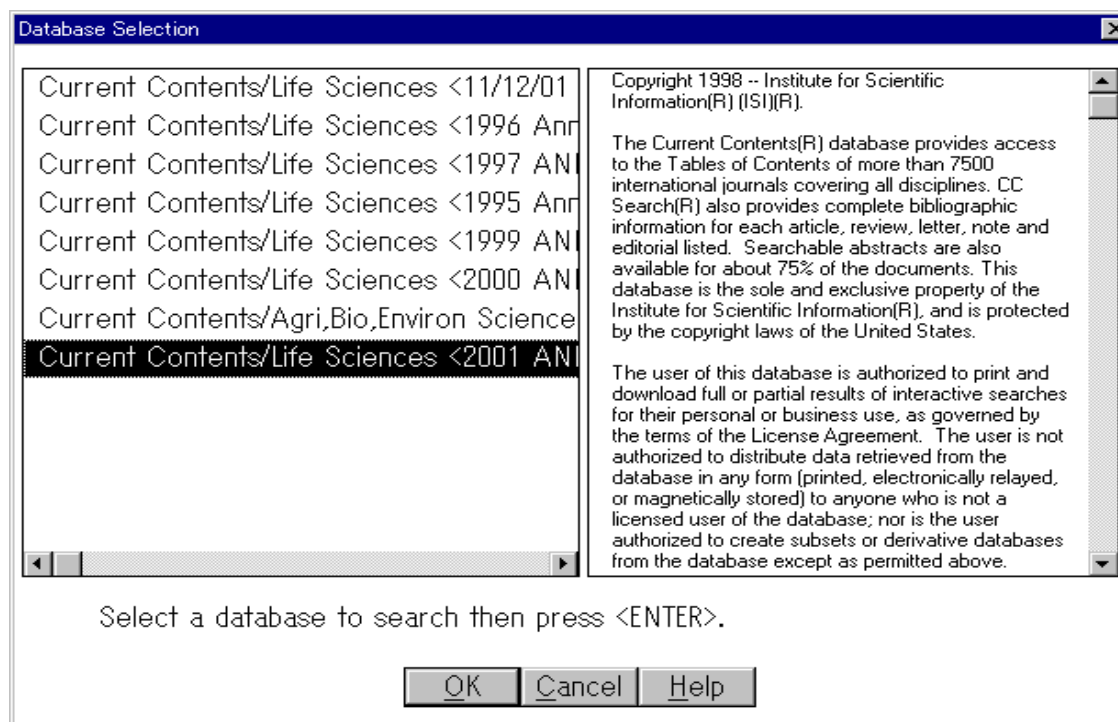 Database Selection
Current Contents/Life Sciences <11/12/01
Current Contents/Life Sciences <1996 Ann
Current Contents/Life Sciences <1997 AN
Current Contents/Life Sciences <1995 Ann
Current Contents/Life Sciences <1999 AN
Current Contents/Life Sciences <2000 AN
Current Contents/Agri,Bio,Environ Science
Current Contents/Life Sciences <2001 AN
Copyright 1998 -- Institute for Scientific
Information(R) (ISI)(R).
The Current Contents(R) database provides access
to the Tables of Contents of more than 7500
international journals covering all disciplines. CC
Search(R) also provides complete bibliographic
information for each article, review, letter, note and
editorial listed.  Searchable abstracts are also
available for about 75% of the documents. This
database is the sole and exclusive property of the
Institute for Scientific Information(R), and is protected
by the copyright laws of the United States.
The user of this database is authorized to print and
download full or partial results of interactive searches
for their personal or business use, as governed by
the terms of the License Agreement.  The user is not
authorized to distribute data retrieved from the
database in any form (printed, electronically relayed,
or magnetically stored) to anyone who is not a
licensed user of the database; nor is the user
authorized to create subsets or derivative databases
from the database except as permitted above.
Select a database to search then press <ENTER>.
OK Cancel Help